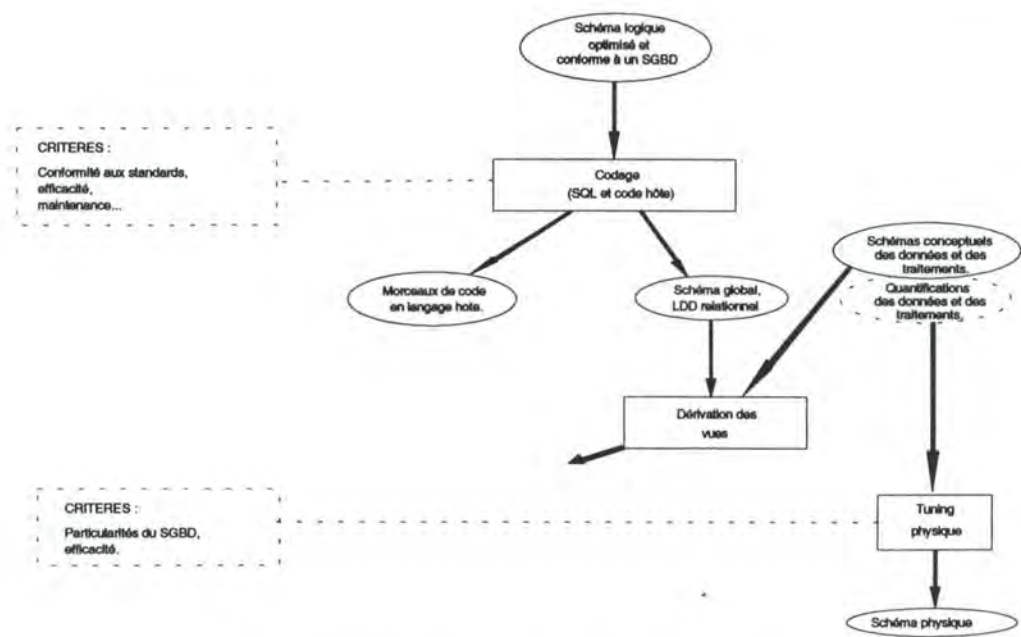 Schéma logique
optimisé et
conforme à un SGBD
CRITERES :
Conformité aux standards,
efficacité,
maintenance...
Codage
(SQL et code hôte)
Schémas conceptuels
des données et des
traitements.
Quantifications
des données et des
traitements.
Morceaux de code
en langage hote.
Schéma global,
LDD relationnel
Dérivation des
vues
CRITERES :
Particularités du SGBD,
efficacité.
Tuning
physique
Schéma physique